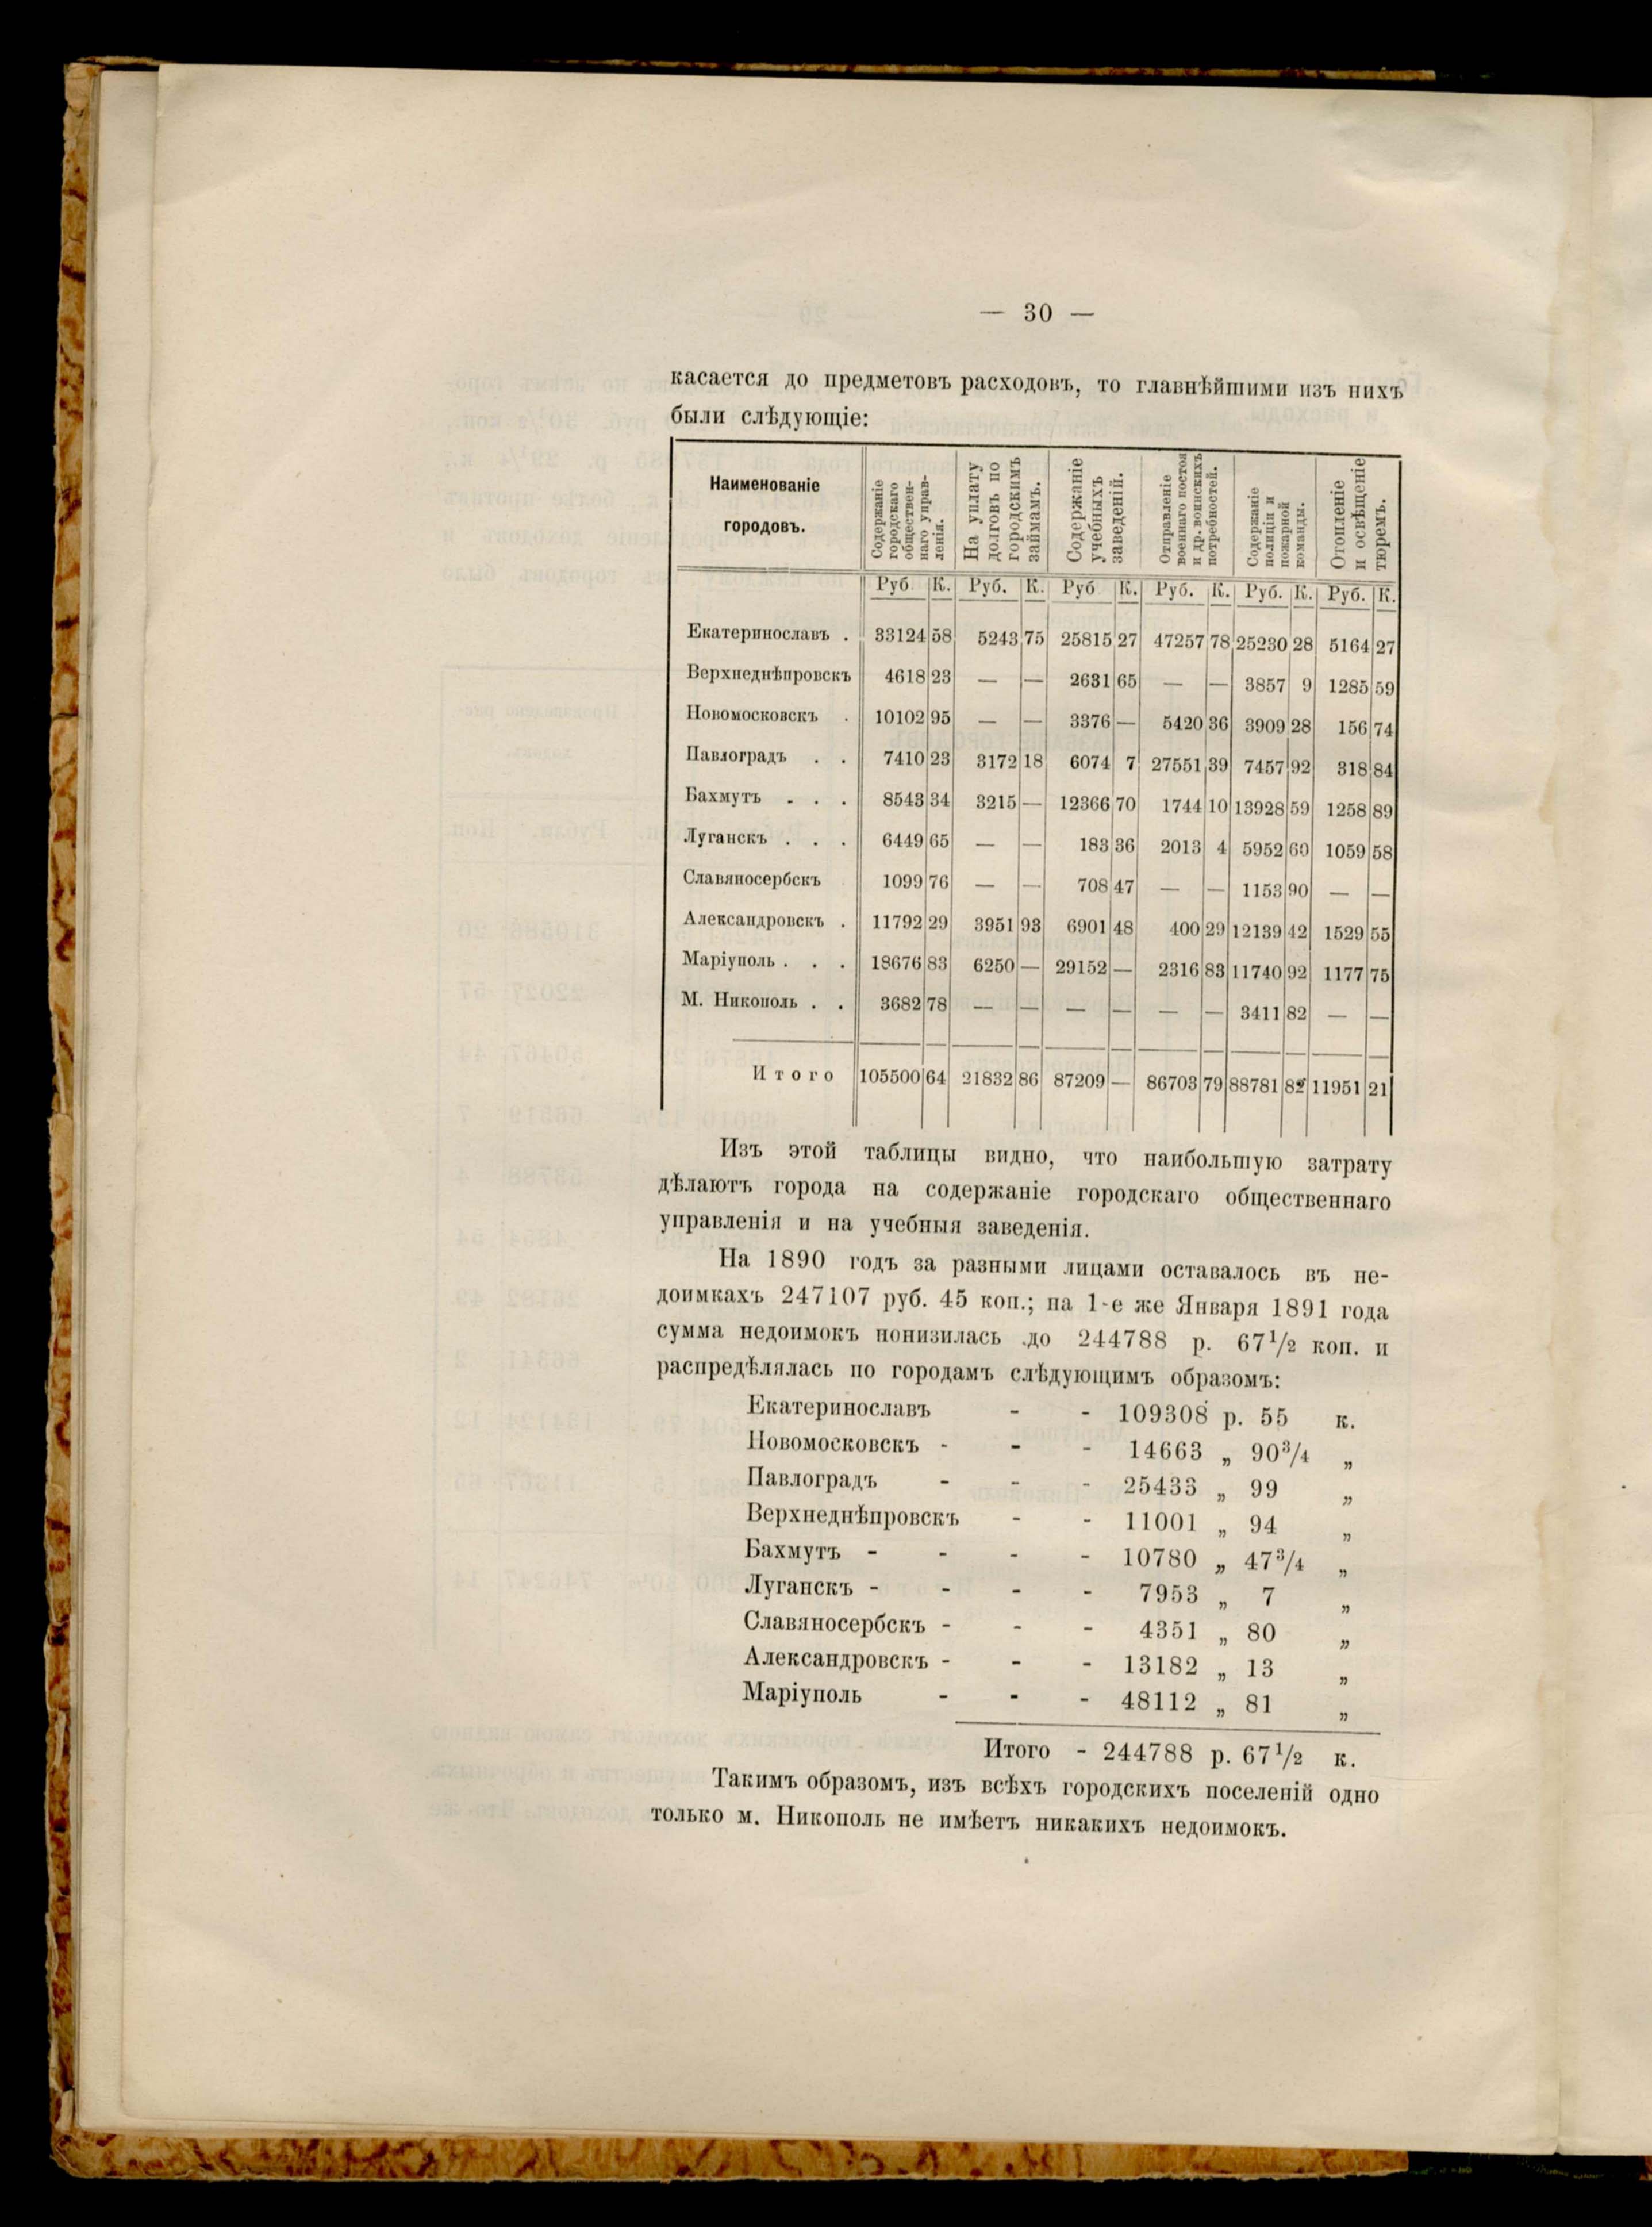 — 30 —
касается до предметовъ расходовъ, то главнѣйшими изъ нихъ
были слѣдующіе:
Наименованіе городовъ. | Содержаніе городскаго обществен-наго управ-ленія. | На уплату долговъ по городскимъ займамъ. | Содержаніе учебныхъ заведеній. | Отправленіе военнаго постоя и др. воинскихъ потребностей. | Содержаніе полиціи и пожарной команды. | Отопленіе и освѣщеніе тюремъ.
Руб. К. Руб. К. Руб К. Руб. К. Руб. К. Руб. К.
Екатеринославъ . 33124 58 5243 75 25815 27 47257 78 25230 28 5164 27
Верхнеднѣпровскъ 4618 23 — — 2631 65 — — 3857 9 1285 59
Новомосковскъ . 10102 95 — — 3376 — 5420 36 3909 28 156 74
Павлоградъ . . 7410 23 3172 18 6074 7 27551 39 7457 92 318 84
Бахмутъ . . . 8543 34 3215 — 12366 70 1744 10 13928 59 1258 89
Луганскъ . . . 6449 65 — — 183 36 2013 4 5952 60 1059 58
Славяносербскъ 1099 76 — — 708 47 — — 1153 90 — —
Александровскъ . 11792 29 3951 93 6901 48 400 29 12139 42 1529 55
Маріуполь . . . 18676 83 6250 — 29152 — 2316 83 11740 92 1177 75
М. Никополь . . 3682 78 — — — — — — 3411 82 — —
Итого 105500 64 21832 86 87209 — 86703 79 88781 82 11951 21
Изъ этой таблицы видно, что наибольшую затрату
дѣлаютъ города на содержаніе городскаго общественнаго
управленія и на учебныя заведенія.
На 1890 годъ за разными лицами оставалось въ не-
доимкахъ 247107 руб. 45 коп.; на 1-е же Января 1891 года
сумма недоимокъ понизилась до 244788 р. 67½ коп. и
распредѣлялась по городамъ слѣдующимъ образомъ:
Екатеринославъ - - 109308 р. 55 к.
Новомосковскъ - - - 14663 „ 90¾ „
Павлоградъ - - - 25433 „ 99 „
Верхнеднѣпровскъ - - 11001 „ 94 „
Бахмутъ - - - - 10780 „ 47¾ „
Луганскъ - - - - 7953 „ 7 „
Славяносербскъ - - - 4351 „ 80 „
Александровскъ - - - 13182 „ 13 „
Маріуполь - - - 48112 „ 81 „
Итого - 244788 р. 67½ к.
Такимъ образомъ, изъ всѣхъ городскихъ поселеній одно
только м. Никополь не имѣетъ никакихъ недоимокъ.